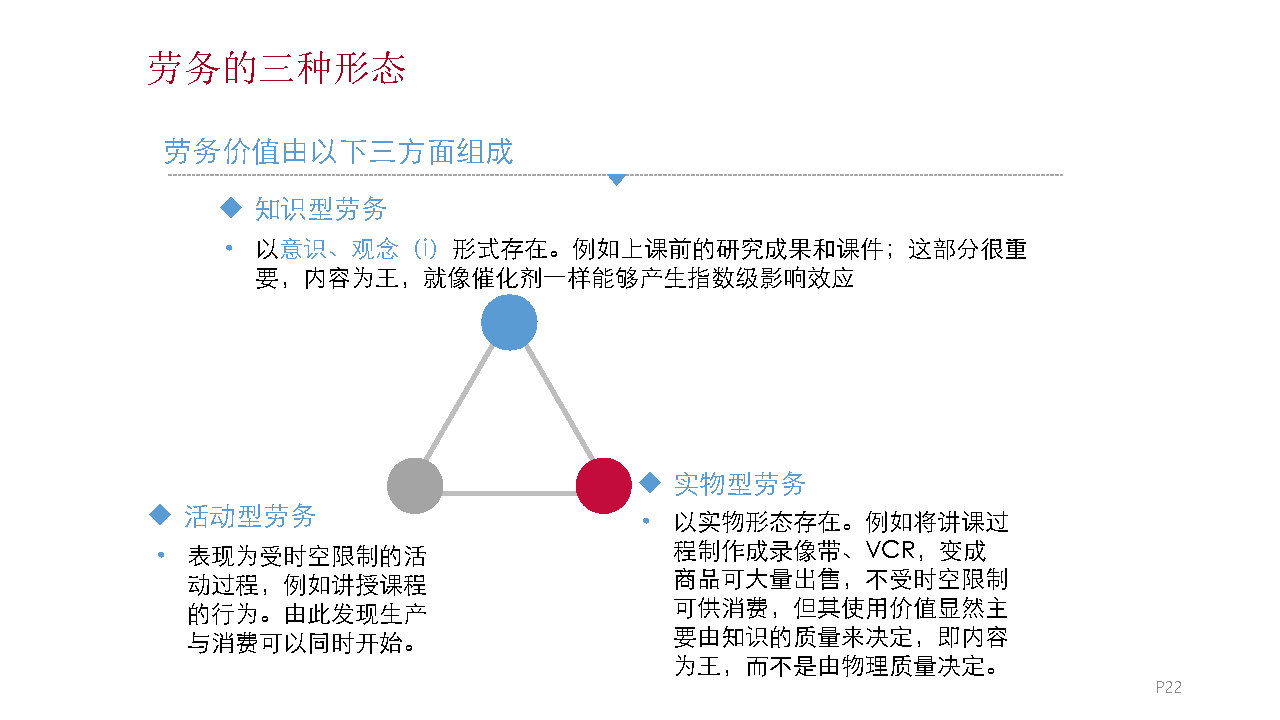 劳务的三种形态
劳务价值由以下三方面组成
◆ 知识型劳务
• 以意识、观念（i）形式存在。例如上课前的研究成果和课件；这部分很重
要，内容为王，就像催化剂一样能够产生指数级影响效应
◆ 活动型劳务
• 表现为受时空限制的活
动过程，例如讲授课程
的行为。由此发现生产
与消费可以同时开始。
◆ 实物型劳务
• 以实物形态存在。例如将讲课过
程制作成录像带、VCR，变成
商品可大量出售，不受时空限制
可供消费，但其使用价值显然主
要由知识的质量来决定，即内容
为王，而不是由物理质量决定。
P22